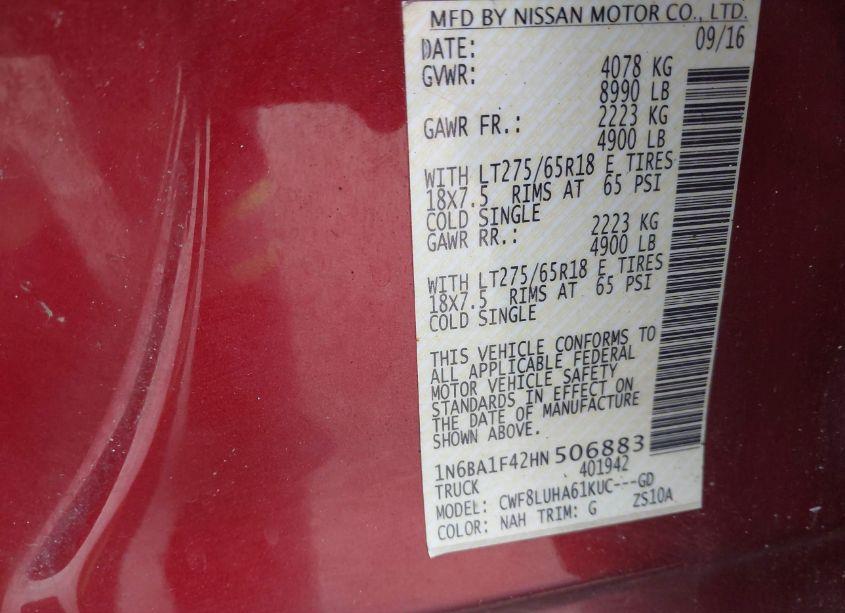 MFD BY NISSAN MOTOR CO., LTD.
DATE: 09/16
GVWR: 4078 KG
8990 LB
GAWR FR.: 2223 KG
4900 LB
WITH LT275/65R18 E TIRES
18X7.5 RIMS AT 65 PSI
COLD SINGLE
GAWR RR.: 2223 KG
4900 LB
WITH LT275/65R18 E TIRES
18X7.5 RIMS AT 65 PSI
COLD SINGLE
THIS VEHICLE CONFORMS TO
ALL APPLICABLE FEDERAL
MOTOR VEHICLE SAFETY
STANDARDS IN EFFECT ON
THE DATE OF MANUFACTURE
SHOWN ABOVE.
1N6BA1F42HN506883
TRUCK 401942
MODEL: CWF8LUHA61KUC---GD
COLOR: NAH TRIM: G ZS10A